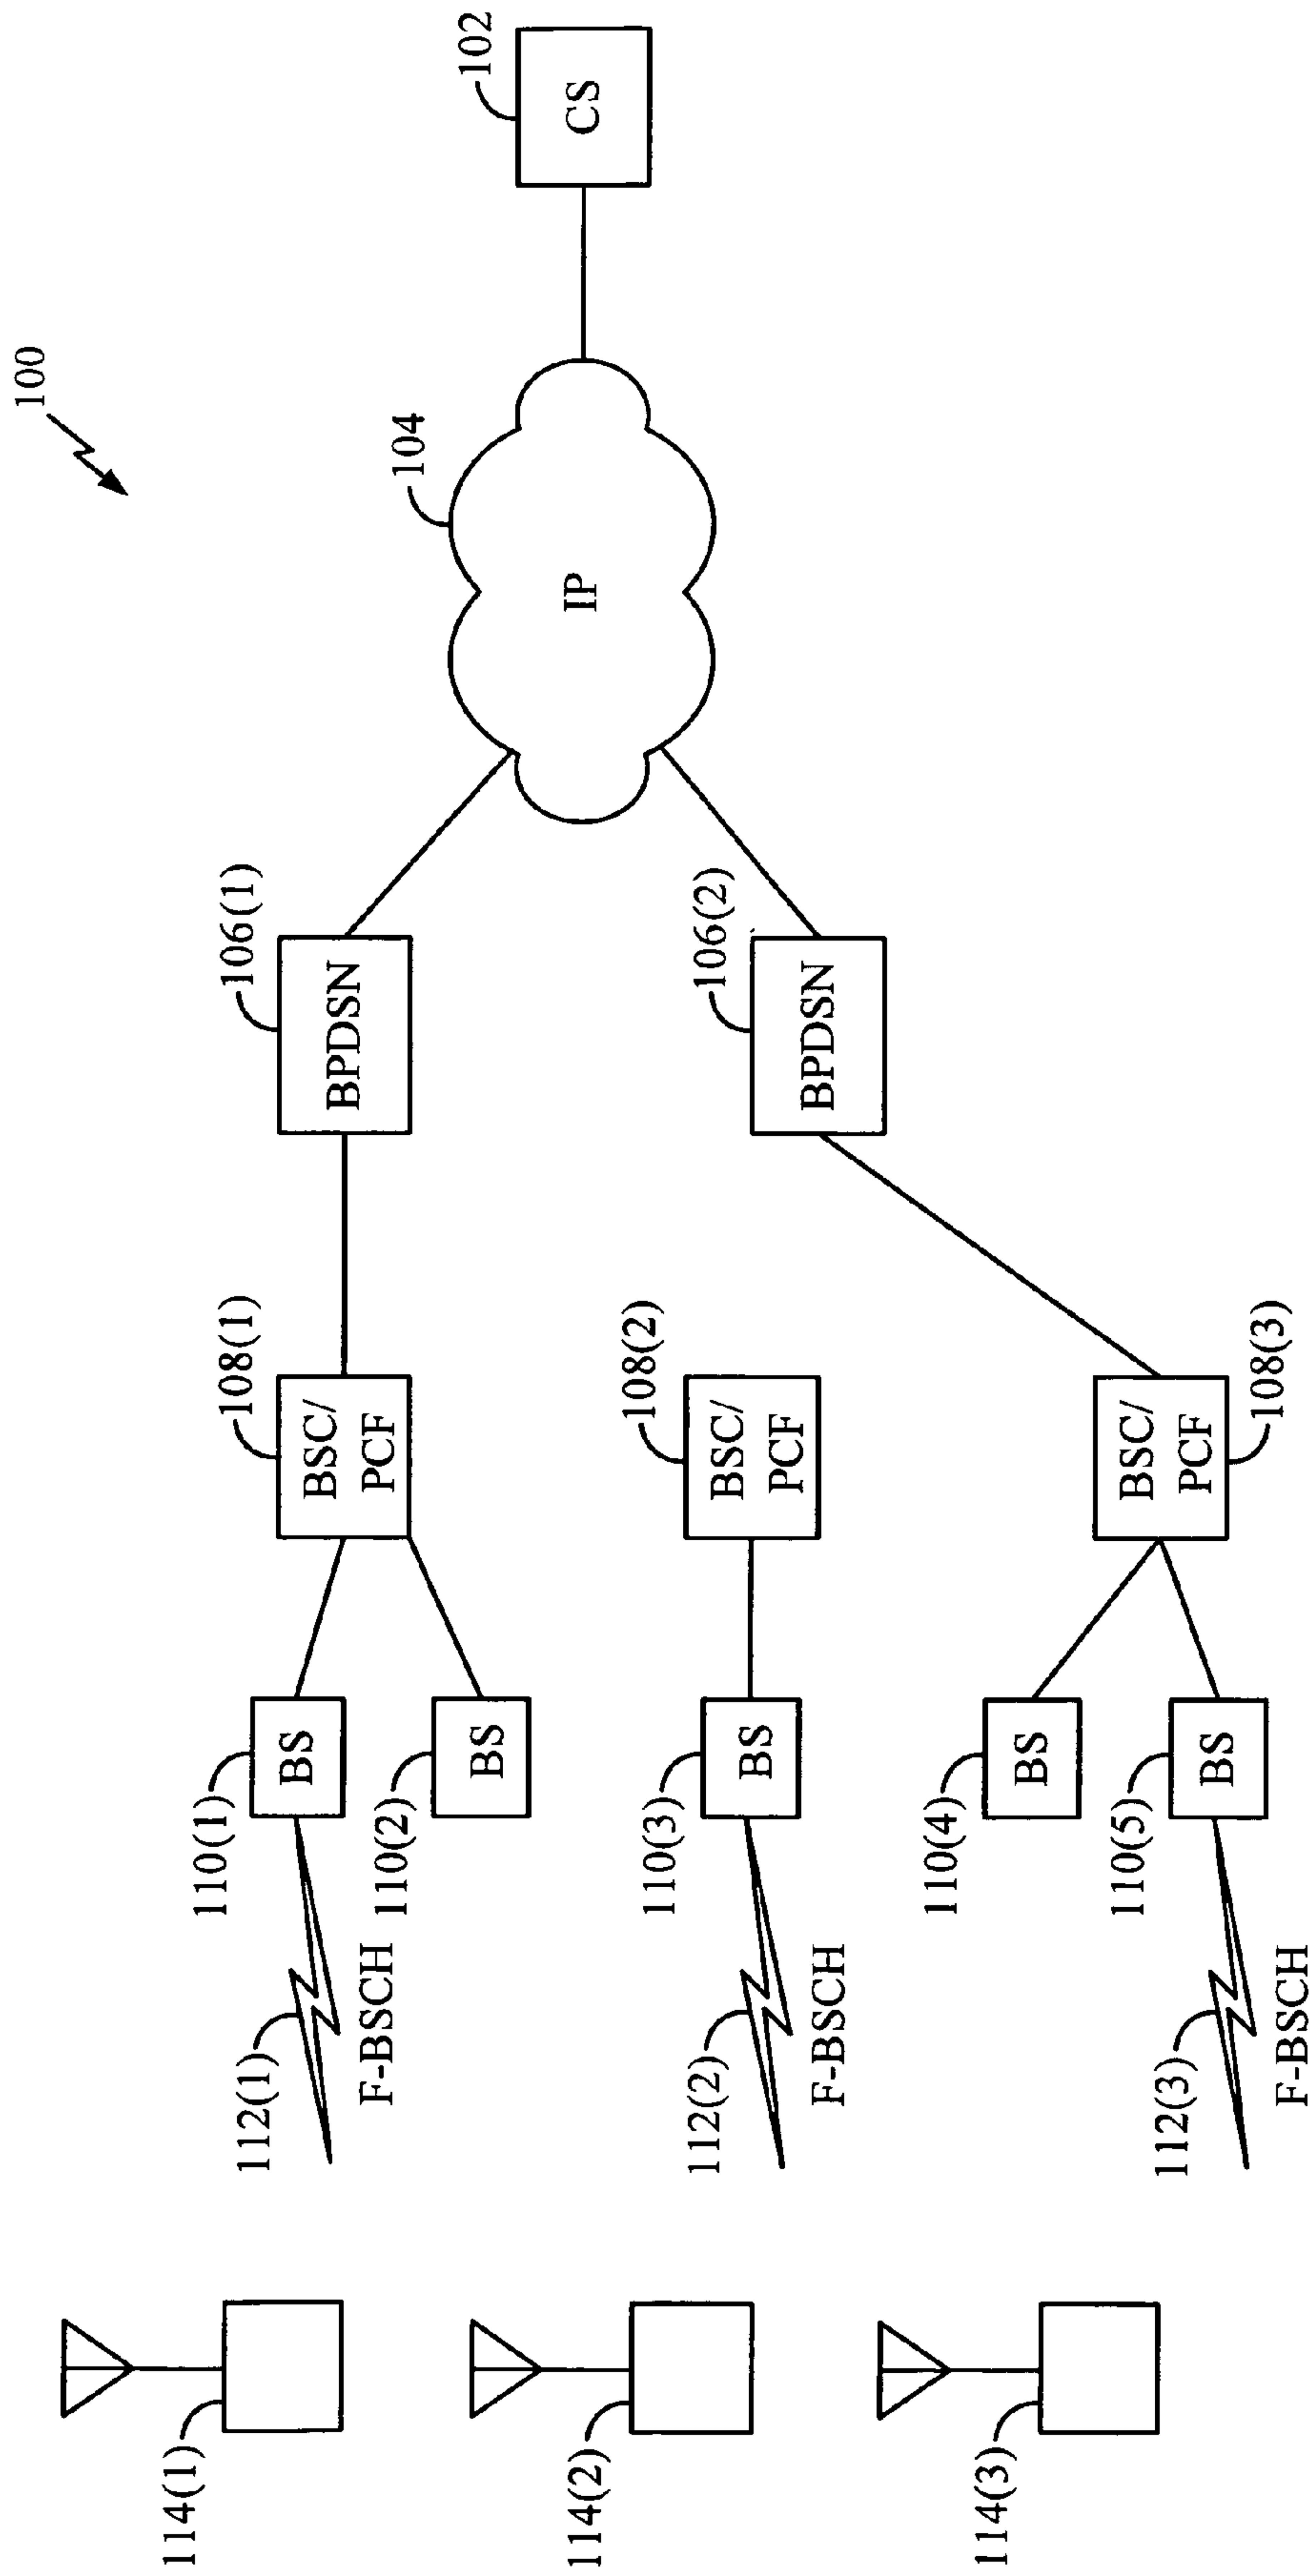 100
102
CS
104
IP
106(1)
BPDSN
106(2)
BPDSN
108(1)
BSC/
PCF
108(2)
BSC/
PCF
108(3)
BSC/
PCF
110(1)
BS
110(2)
BS
110(3)
BS
110(4)
BS
110(5)
BS
112(1)
F-BSCH
112(2)
F-BSCH
112(3)
F-BSCH
114(1)
114(2)
114(3)